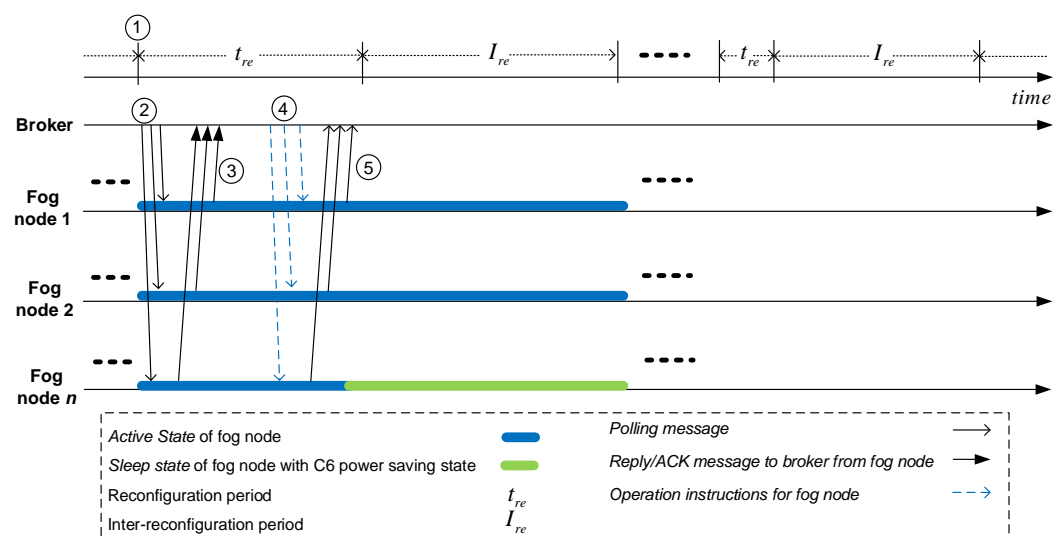 1
t_re I_re t_re I_re
time
Broker
2 4
3 5
Fog
node 1
Fog
node 2
Fog
node n
Active State of fog node
Sleep state of fog node with C6 power saving state
Reconfiguration period
t_re
Inter-reconfiguration period
I_re
Polling message
Reply/ACK message to broker from fog node
Operation instructions for fog node